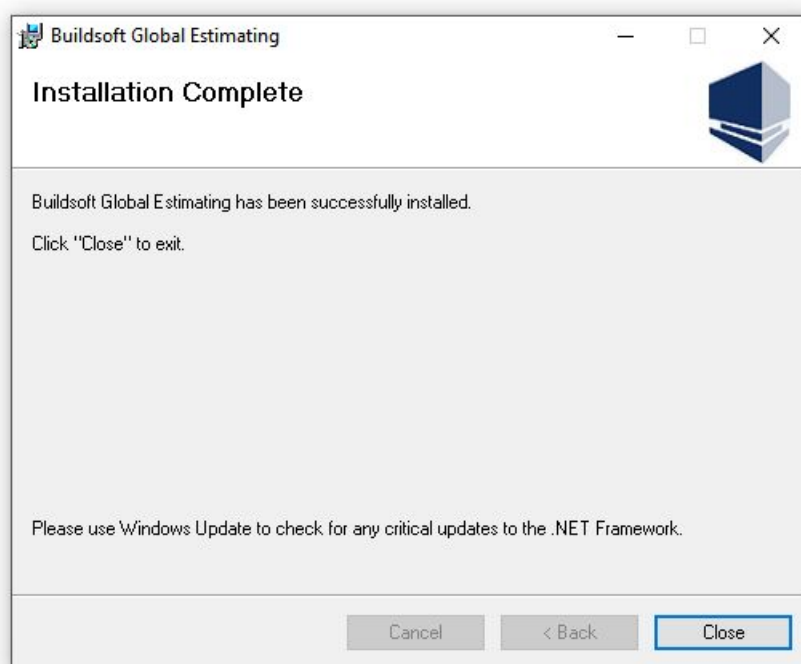 Buildsoft Global Estimating
Installation Complete
Buildsoft Global Estimating has been successfully installed.
Click "Close" to exit.
Please use Windows Update to check for any critical updates to the .NET Framework.
Cancel
< Back
Close